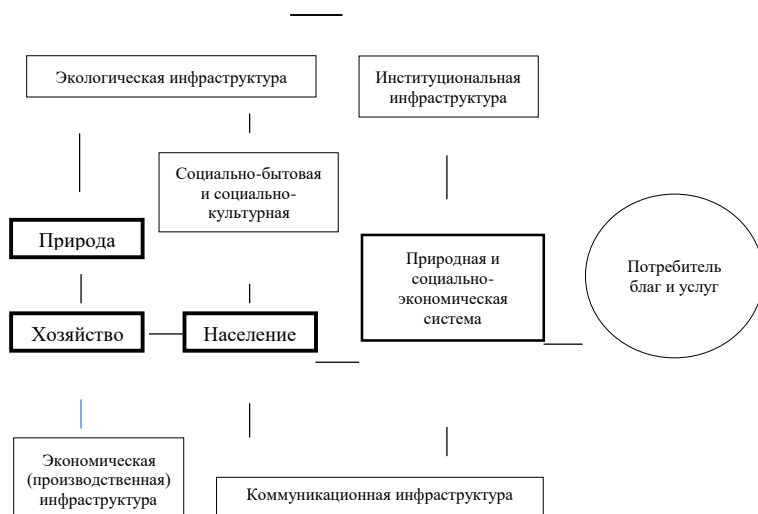 Экологическая инфраструктура
Институциональная
инфраструктура
Социально-бытовая
и социально-
культурная
Природа
Природная и
социально-
экономическая
система
Потребитель
благ и услуг
Хозяйство
Население
Экономическая
(производственная)
инфраструктура
Коммуникационная инфраструктура